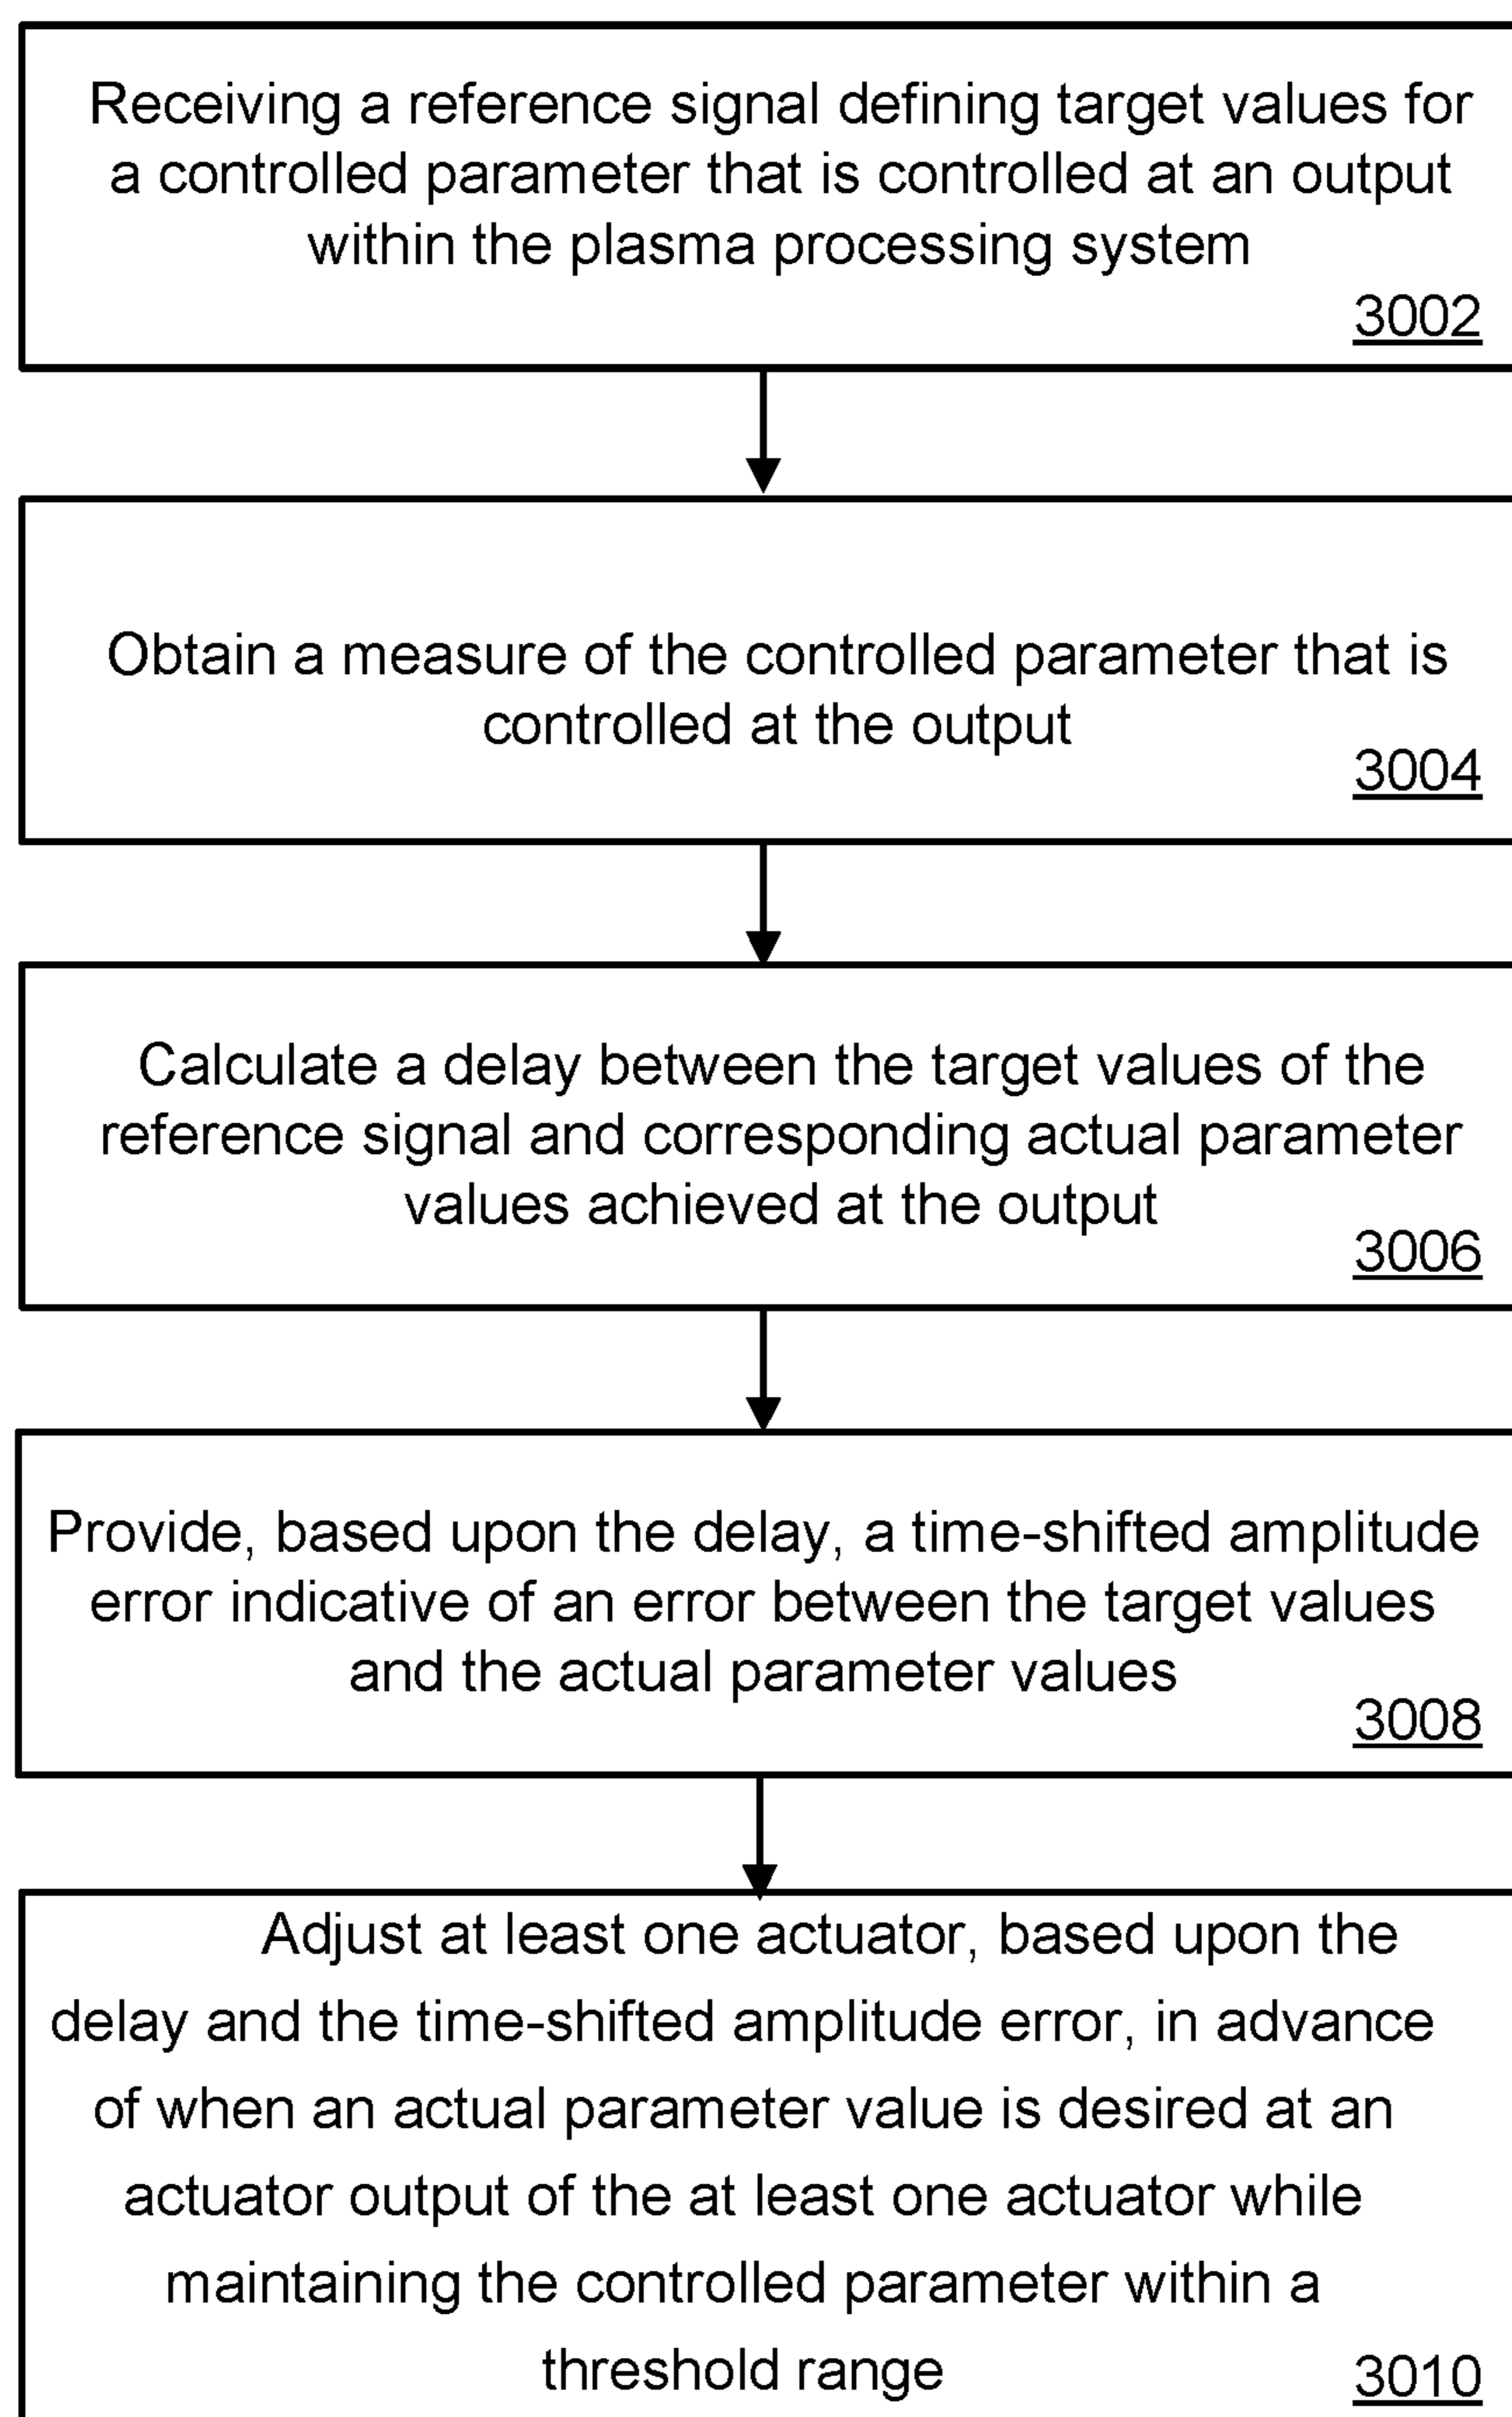 Receiving a reference signal defining target values for
a controlled parameter that is controlled at an output
within the plasma processing system
3002
Obtain a measure of the controlled parameter that is
controlled at the output
3004
Calculate a delay between the target values of the
reference signal and corresponding actual parameter
values achieved at the output
3006
Provide, based upon the delay, a time-shifted amplitude
error indicative of an error between the target values
and the actual parameter values
3008
Adjust at least one actuator, based upon the
delay and the time-shifted amplitude error, in advance
of when an actual parameter value is desired at an
actuator output of the at least one actuator while
maintaining the controlled parameter within a
threshold range
3010